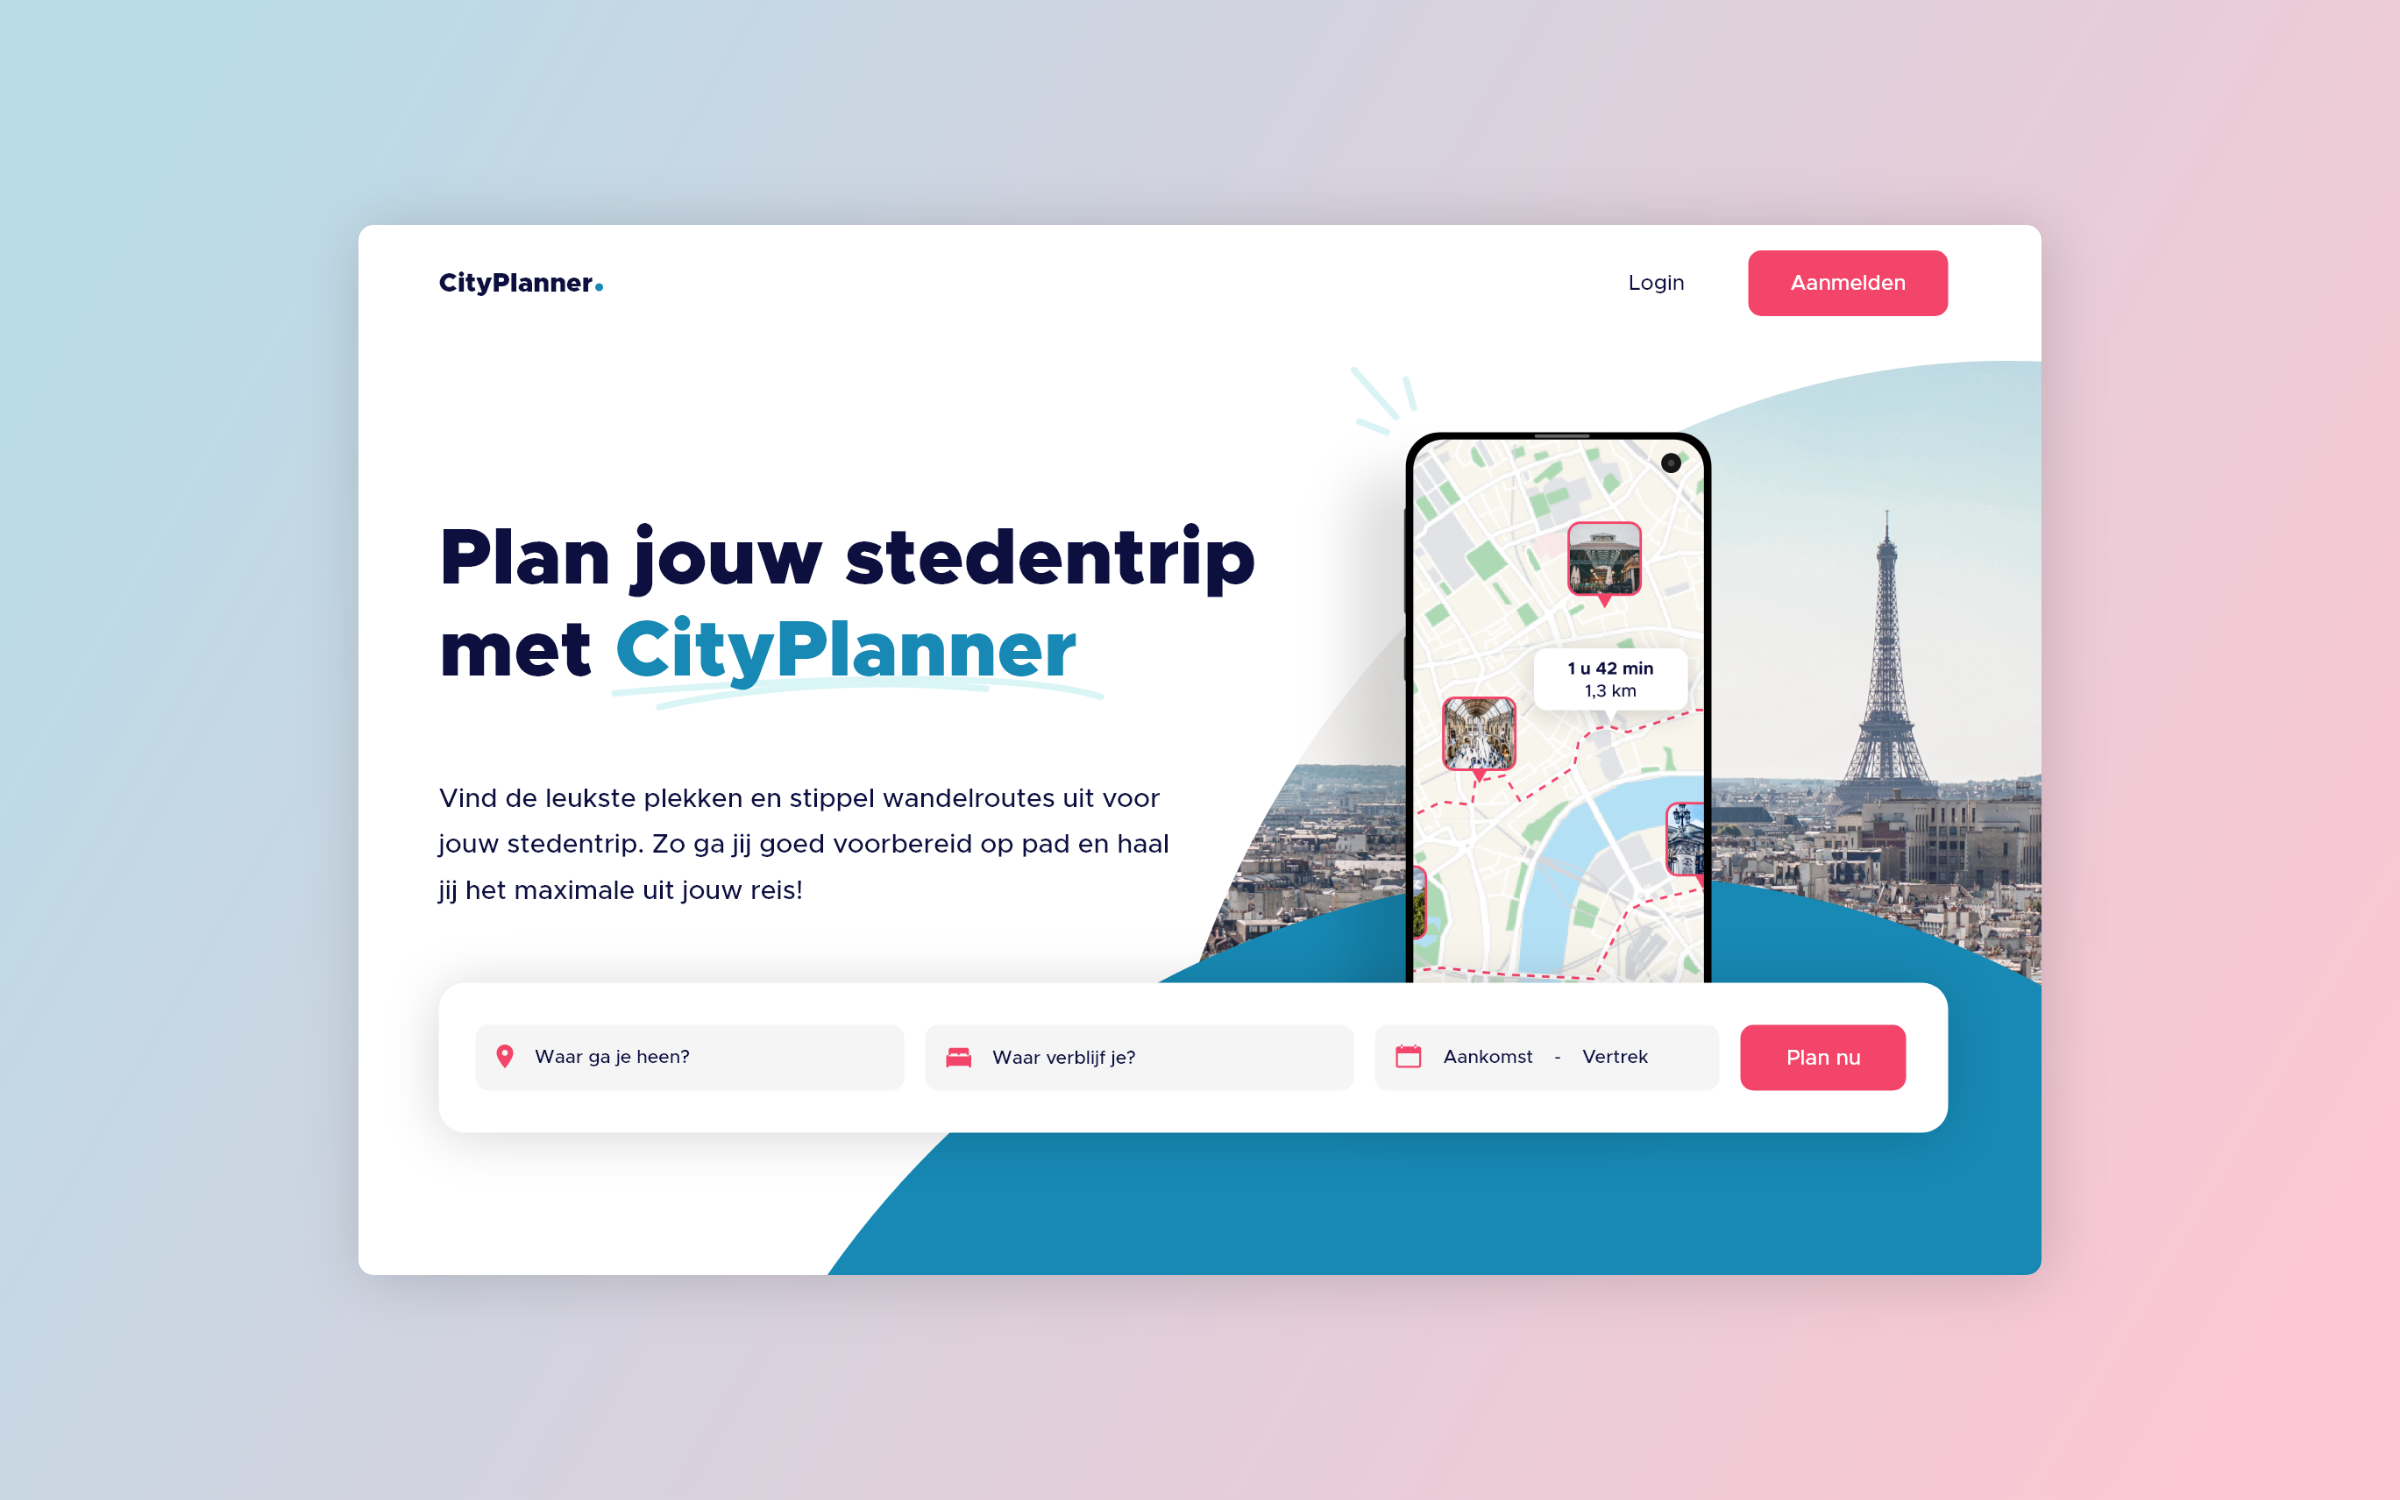 CityPlanner.
Login
Aanmelden
Plan jouw stedentrip
met CityPlanner
Vind de leukste plekken en stippel wandelroutes uit voor
jouw stedentrip. Zo ga jij goed voorbereid op pad en haal
jij het maximale uit jouw reis!
1 u 42 min
1,3 km
Waar ga je heen?
Waar verblijf je?
Aankomst - Vertrek
Plan nu